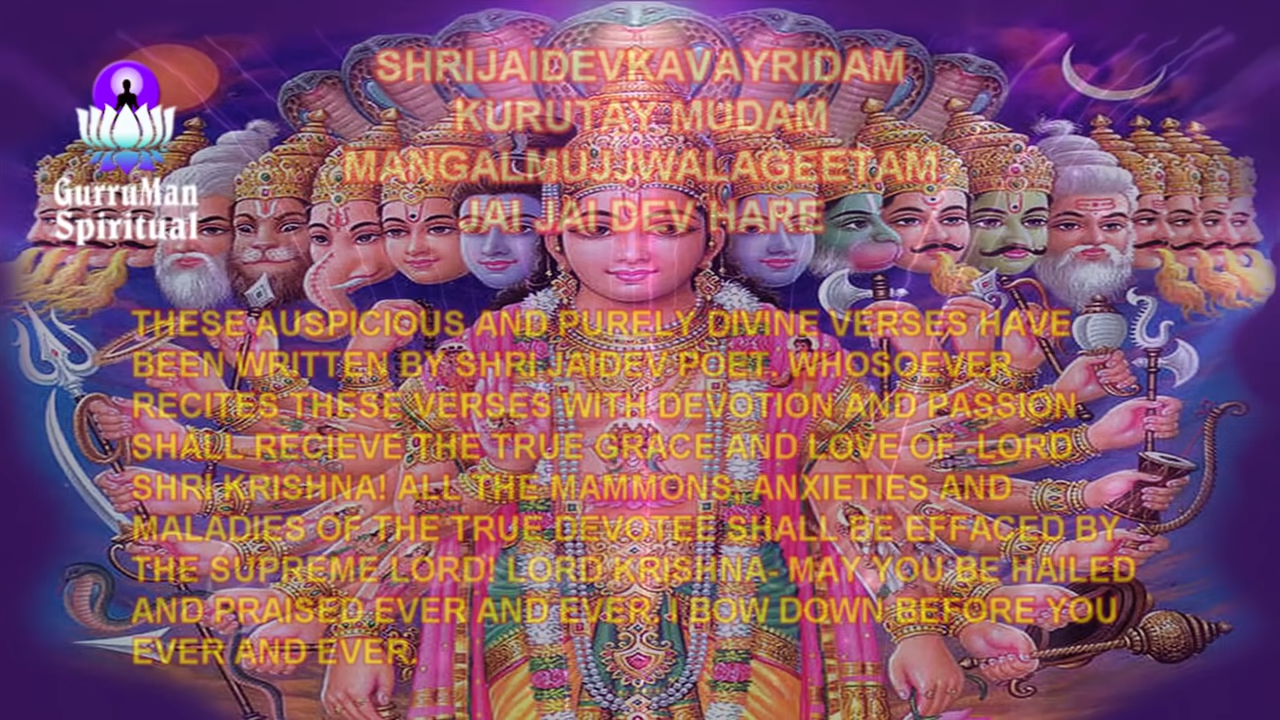 GurruMan
Spiritual
SHRIJAIDEVKAVAYRIDAM
KURUTAY MUDAM
MANGALMUJJWALAGEETAM
JAI JAI DEV HARE
THESE AUSPICIOUS AND PURELY DIVINE VERSES HAVE
BEEN WRITTEN BY SHRI JAIDEV POET. WHOSOEVER
RECITES THESE VERSES WITH DEVOTION AND PASSION
SHALL RECIEVE THE TRUE GRACE AND LOVE OF -LORD
SHRI KRISHNA! ALL THE MAMMONS, ANXIETIES AND
MALADIES OF THE TRUE DEVOTEE SHALL BE EFFACED BY
THE SUPREME LORD! LORD KRISHNA- MAY YOU BE HAILED
AND PRAISED EVER AND EVER. I BOW DOWN BEFORE YOU
EVER AND EVER.